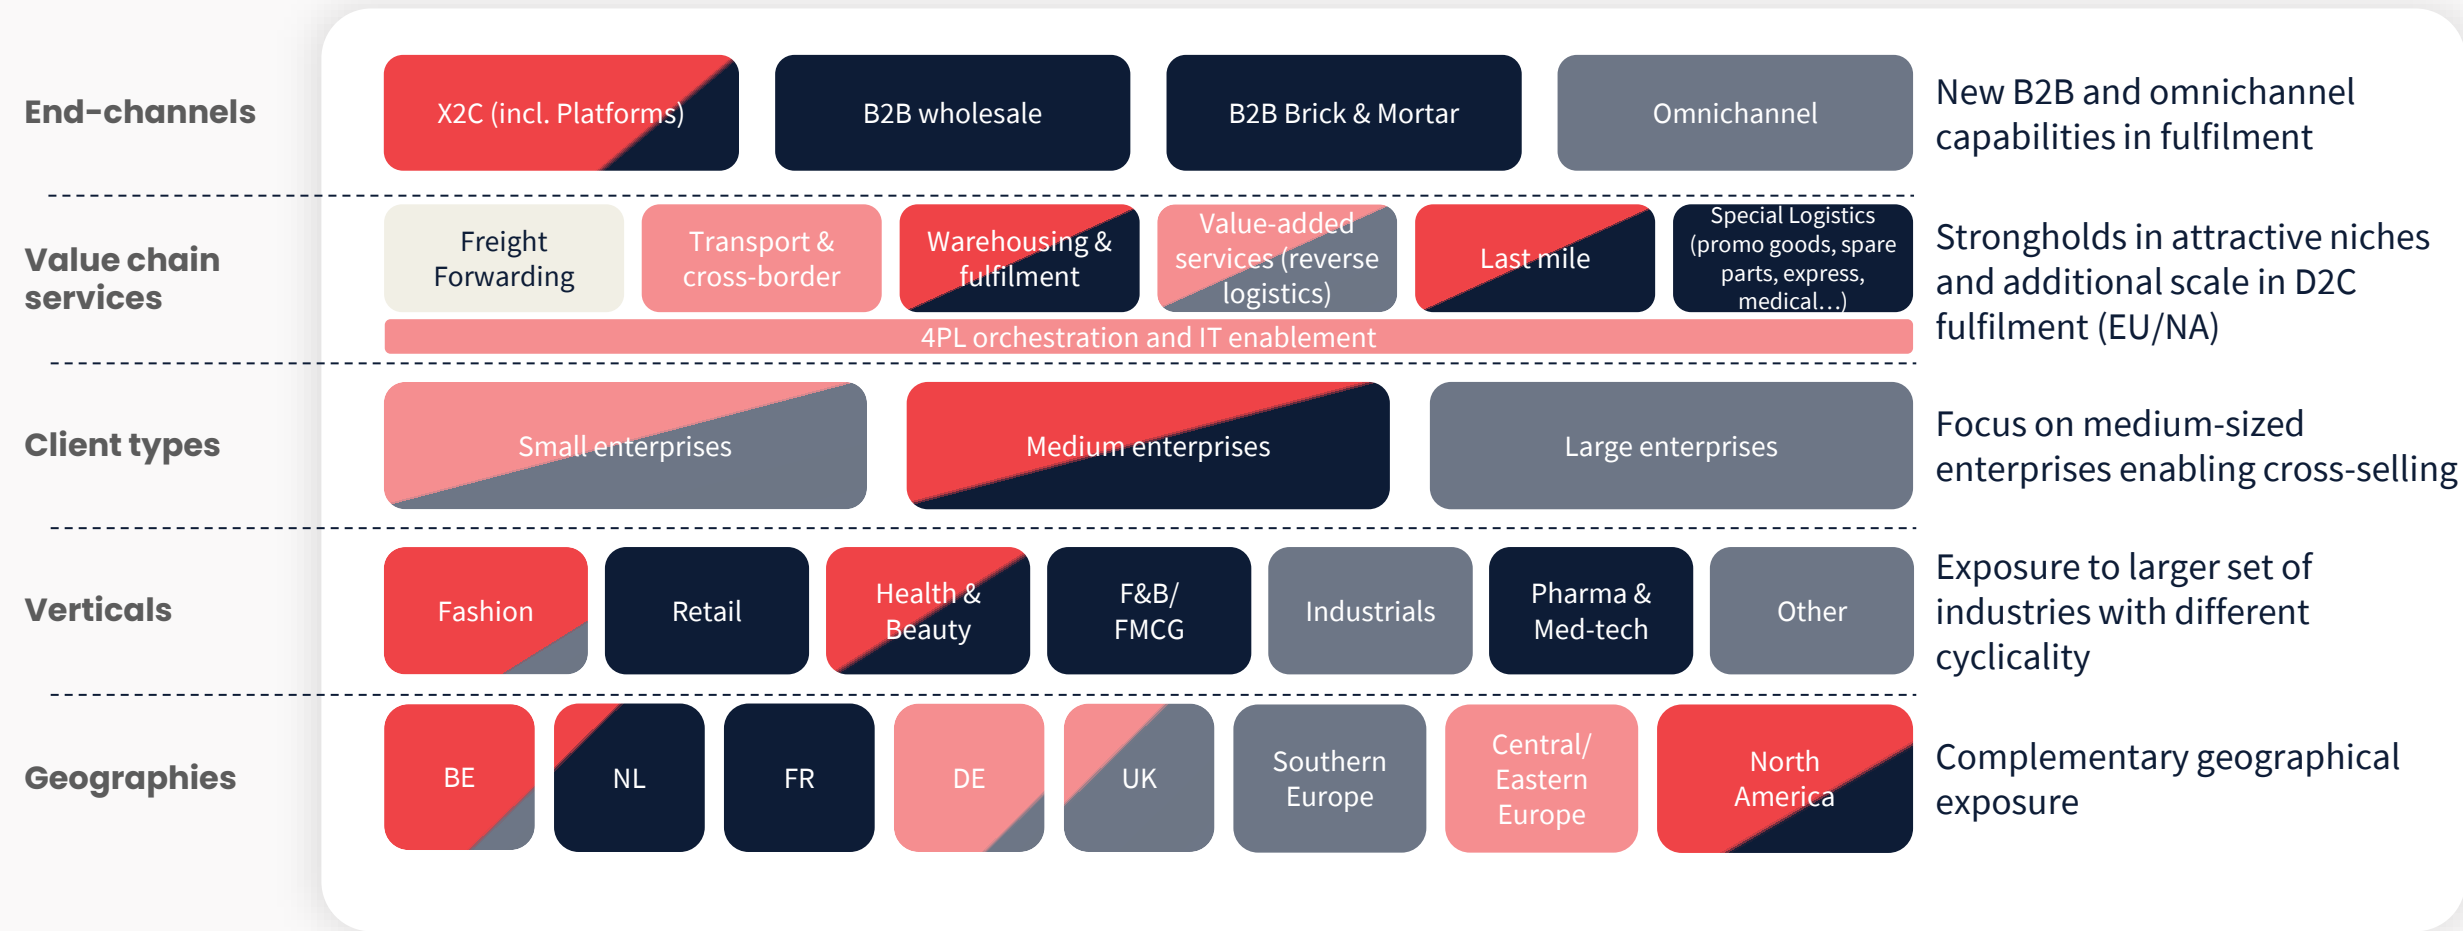 End-channels
X2C (incl. Platforms)
B2B wholesale
B2B Brick & Mortar
Omnichannel
New B2B and omnichannel
capabilities in fulfilment
Value chain
services
Freight
Forwarding
Transport &
cross-border
Warehousing &
fulfilment
Value-added
services (reverse
logistics)
Last mile
Special Logistics
(promo goods, spare
parts, express,
medical…)
4PL orchestration and IT enablement
Strongholds in attractive niches
and additional scale in D2C
fulfilment (EU/NA)
Client types
Small enterprises
Medium enterprises
Large enterprises
Focus on medium-sized
enterprises enabling cross-selling
Verticals
Fashion
Retail
Health &
Beauty
F&B/
FMCG
Industrials
Pharma &
Med-tech
Other
Exposure to larger set of
industries with different
cyclicality
Geographies
BE
NL
FR
DE
UK
Southern
Europe
Central/
Eastern
Europe
North
America
Complementary geographical
exposure